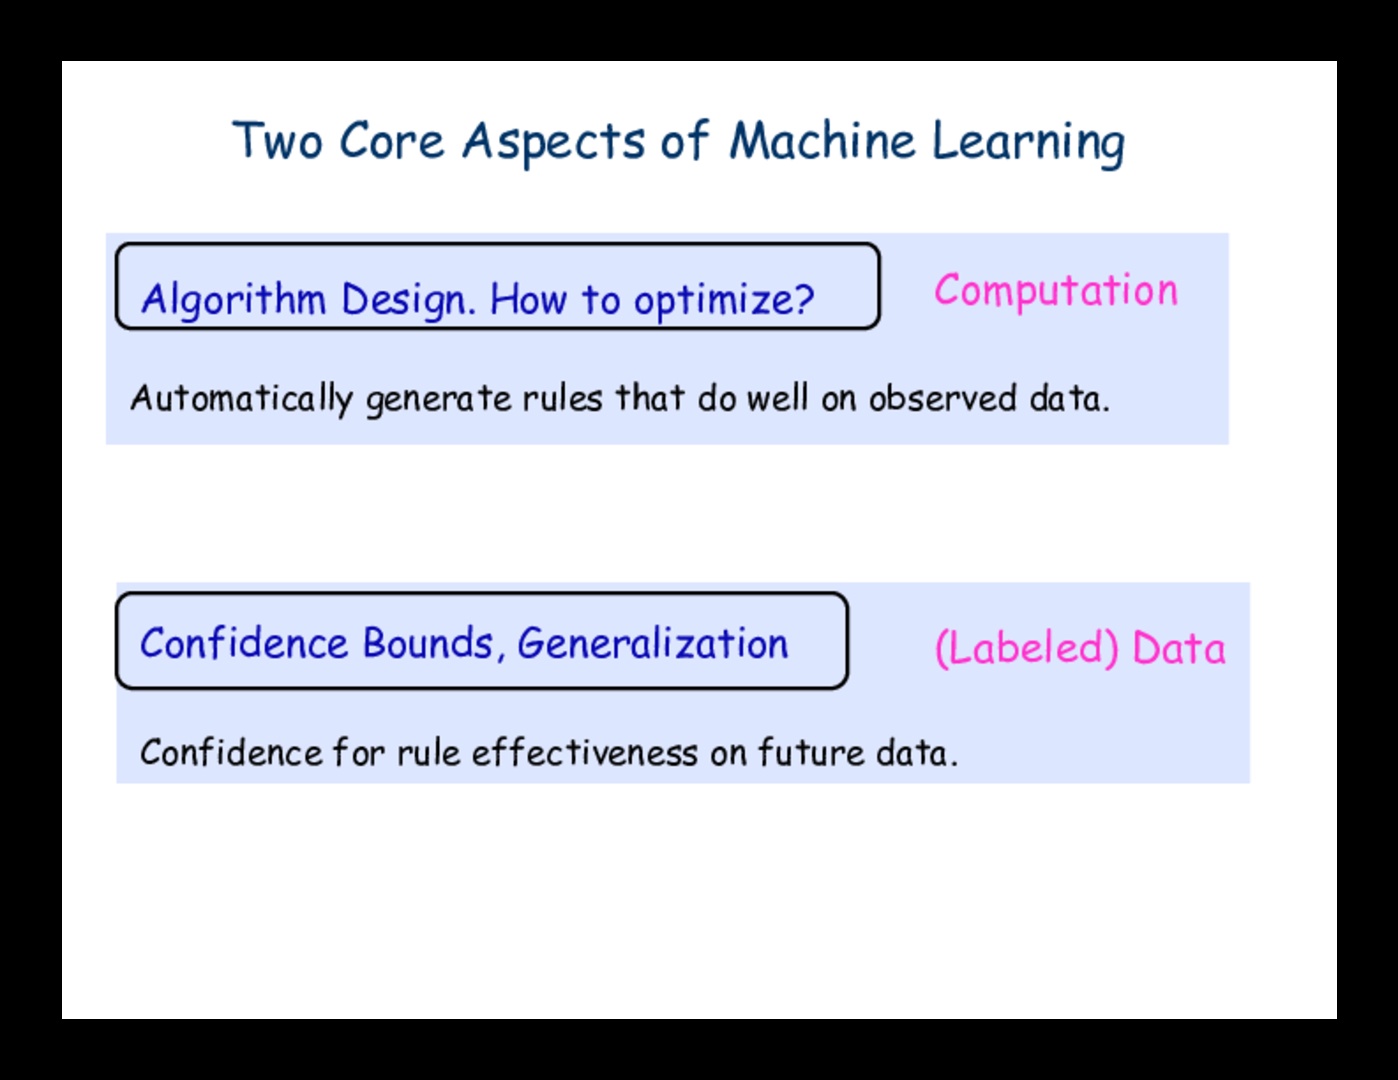 Two Core Aspects of Machine Learning
Algorithm Design. How to optimize?
Computation
Automatically generate rules that do well on observed data.
Confidence Bounds, Generalization
(Labeled) Data
Confidence for rule effectiveness on future data.